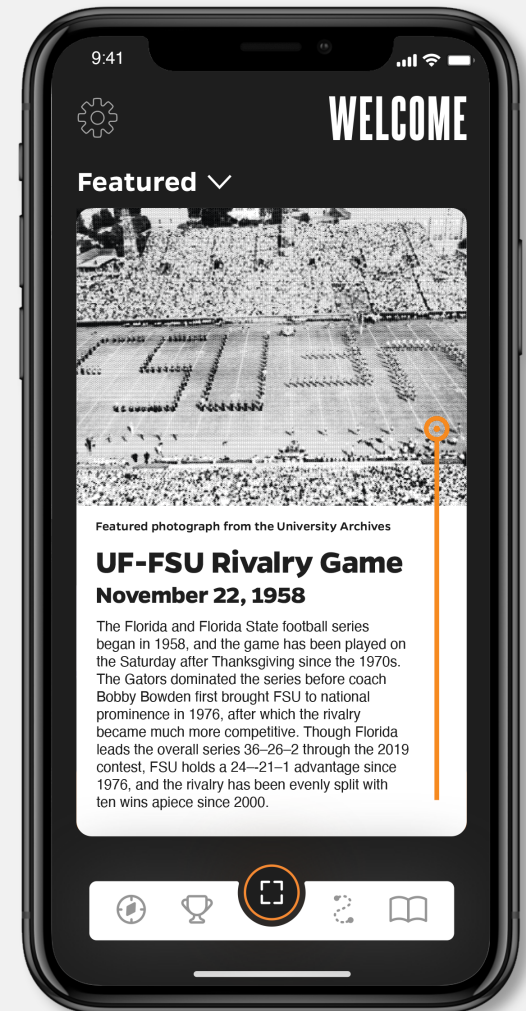 9:41
WELCOME
Featured
Featured photograph from the University Archives
UF-FSU Rivalry Game
November 22, 1958
The Florida and Florida State football series
began in 1958, and the game has been played on
the Saturday after Thanksgiving since the 1970s.
The Gators dominated the series before coach
Bobby Bowden first brought FSU to national
prominence in 1976, after which the rivalry
became much more competitive. Though Florida
leads the overall series 36–26–2 through the 2019
contest, FSU holds a 24—-21–1 advantage since
1976, and the rivalry has been evenly split with
ten wins apiece since 2000.